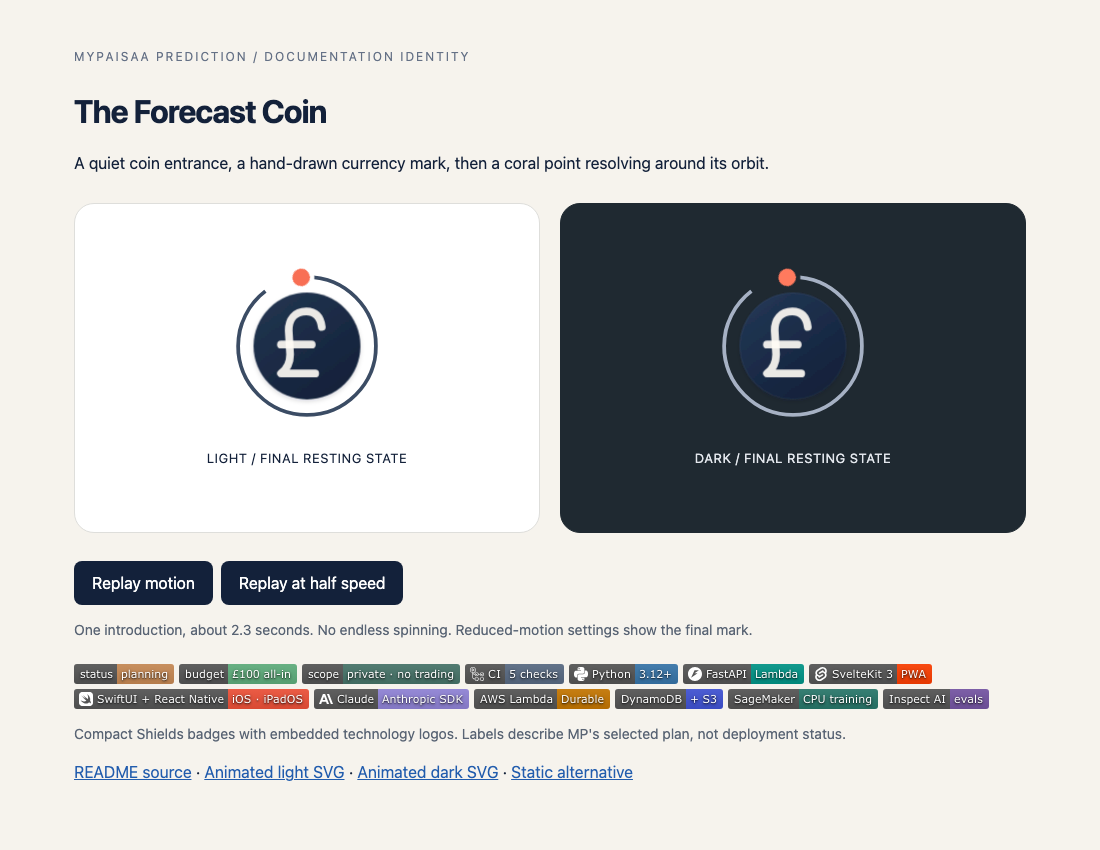 MYPAISAA PREDICTION / DOCUMENTATION IDENTITY
The Forecast Coin
A quiet coin entrance, a hand-drawn currency mark, then a coral point resolving around its orbit.
£ £
LIGHT / FINAL RESTING STATE DARK / FINAL RESTING STATE
Replay motion Replay at half speed
One introduction, about 2.3 seconds. No endless spinning. Reduced-motion settings show the final mark.
status planning budget £100 all-in scope private · no trading CI 5 checks Python 3.12+ FastAPI Lambda SvelteKit 3 PWA
SwiftUI + React Native iOS · iPadOS Claude Anthropic SDK AWS Lambda Durable DynamoDB + S3 SageMaker CPU training Inspect AI evals
Compact Shields badges with embedded technology logos. Labels describe MP's selected plan, not deployment status.
README source · Animated light SVG · Animated dark SVG · Static alternative